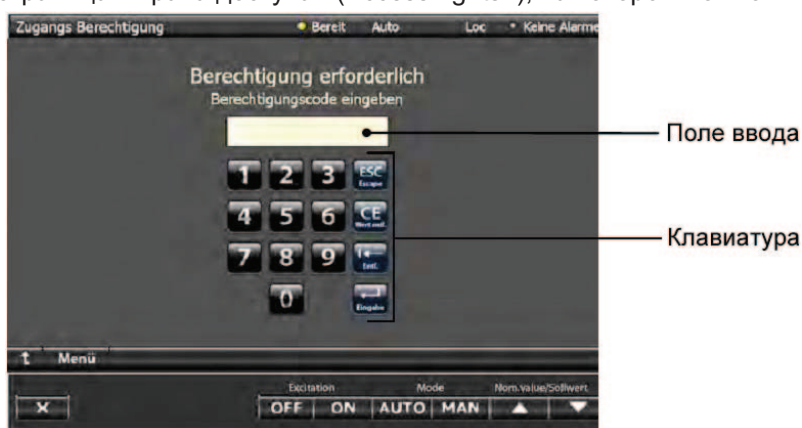 Zugangs Berechtigung Bereit Auto Loc Keine Alarme
Berechtigung erforderlich
Berechtigungscode eingeben
Поле ввода
1 2 3 ESC
Escape
4 5 6 CE
7 8 9
Клавиатура
0
Eingabe
Menü
Excitation Mode Nom.value/Sollwert
X OFF ON AUTO MAN